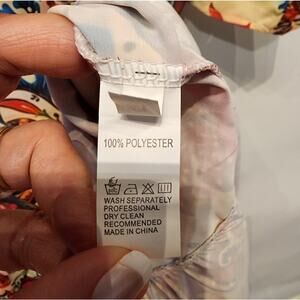 100% POLYESTER
WASH SEPARATELY
PROFESSIONAL
DRY CLEAN
RECOMMENDED
MADE IN CHINA